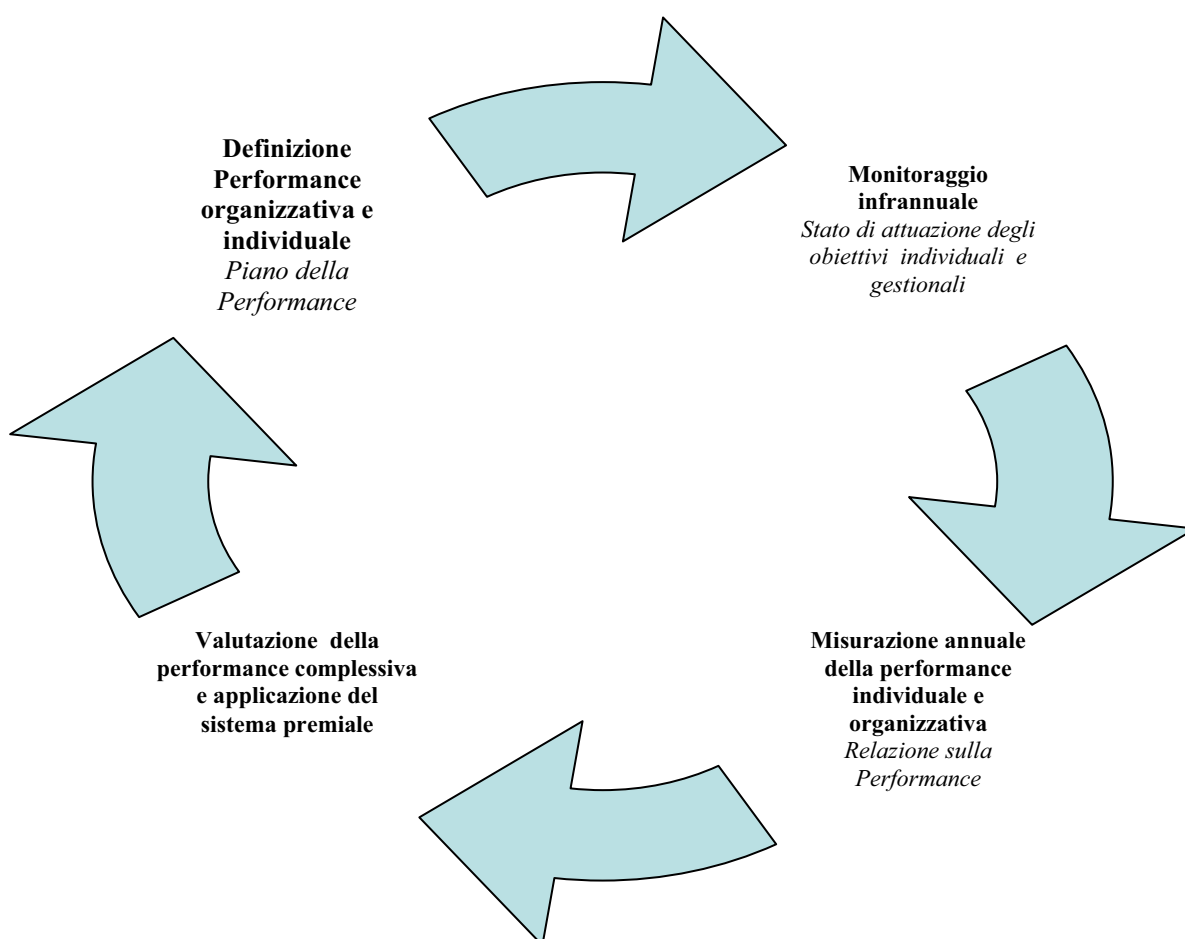 Definizione
Performance
organizzativa e
individuale
Piano della
Performance
Monitoraggio
infrannuale
Stato di attuazione degli
obiettivi individuali e
gestionali
Misurazione annuale
della performance
individuale e
organizzativa
Relazione sulla
Performance
Valutazione della
performance complessiva
e applicazione del
sistema premiale